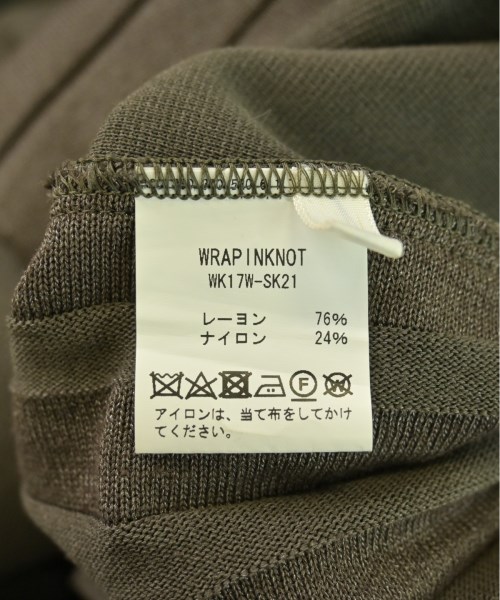 WRAPINKNOT
WK17W-SK21
レーヨン 76%
ナイロン 24%
F W
アイロンは、当て布をしてかけ
てください。